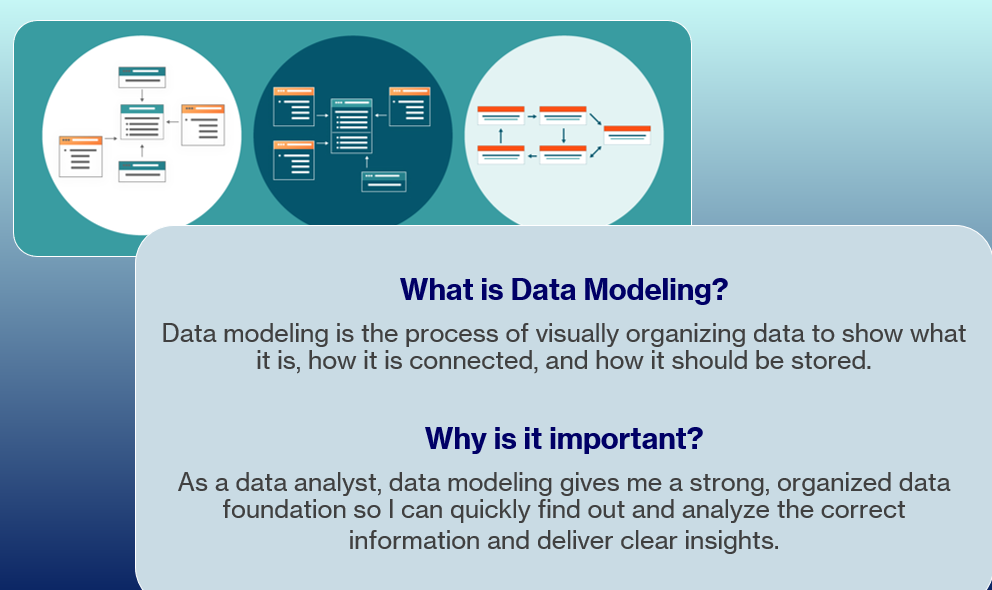 What is Data Modeling?
Data modeling is the process of visually organizing data to show what
it is, how it is connected, and how it should be stored.
Why is it important?
As a data analyst, data modeling gives me a strong, organized data
foundation so I can quickly find out and analyze the correct
information and deliver clear insights.